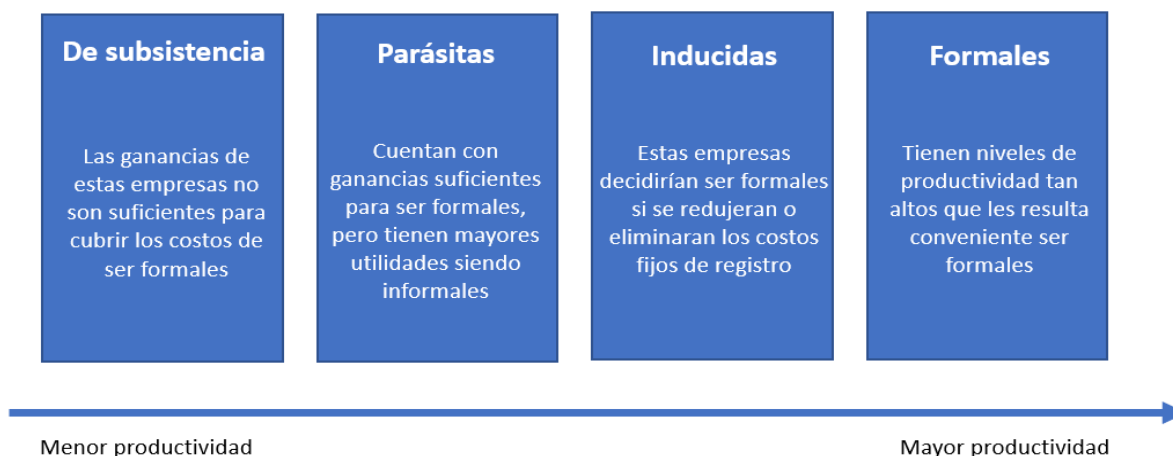 De subsistencia
Las ganancias de
estas empresas no
son suficientes para
cubrir los costos de
ser formales
Parásitas
Cuentan con
ganancias suficientes
para ser formales,
pero tienen mayores
utilidades siendo
informales
Inducidas
Estas empresas
decidirían ser formales
si se redujeran o
eliminaran los costos
fijos de registro
Formales
Tienen niveles de
productividad tan
altos que les resulta
conveniente ser
formales
Menor productividad
Mayor productividad